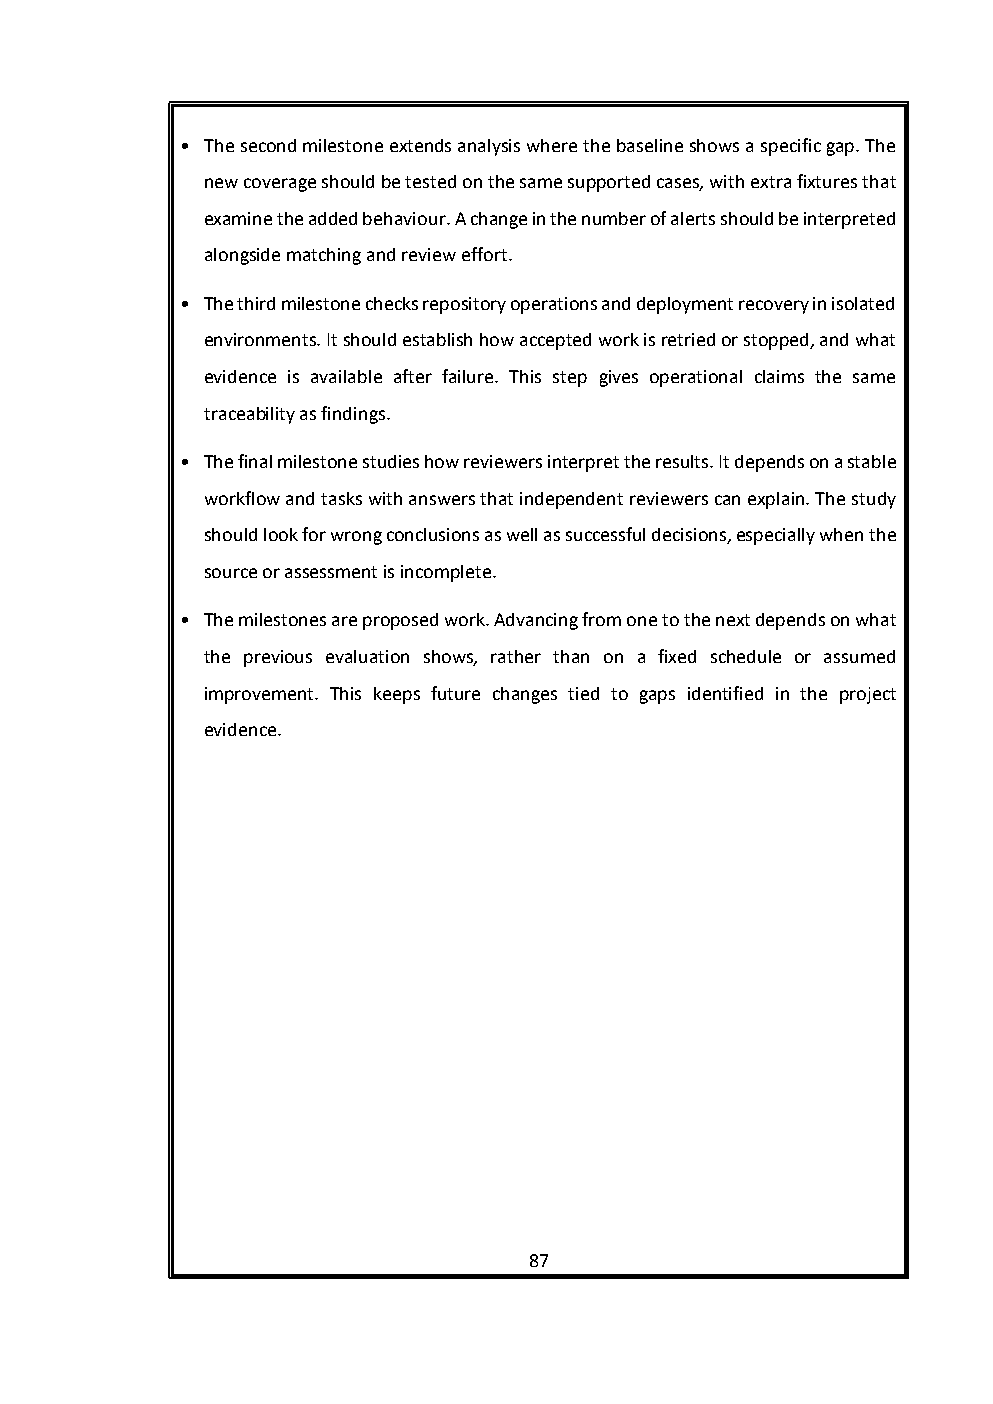 • The second milestone extends analysis where the baseline shows a specific gap. The
new coverage should be tested on the same supported cases, with extra fixtures that
examine the added behaviour. A change in the number of alerts should be interpreted
alongside matching and review effort.
• The third milestone checks repository operations and deployment recovery in isolated
environments. It should establish how accepted work is retried or stopped, and what
evidence is available after failure. This step gives operational claims the same
traceability as findings.
• The final milestone studies how reviewers interpret the results. It depends on a stable
workflow and tasks with answers that independent reviewers can explain. The study
should look for wrong conclusions as well as successful decisions, especially when the
source or assessment is incomplete.
• The milestones are proposed work. Advancing from one to the next depends on what
the previous evaluation shows, rather than on a fixed schedule or assumed
improvement. This keeps future changes tied to gaps identified in the project
evidence.
87